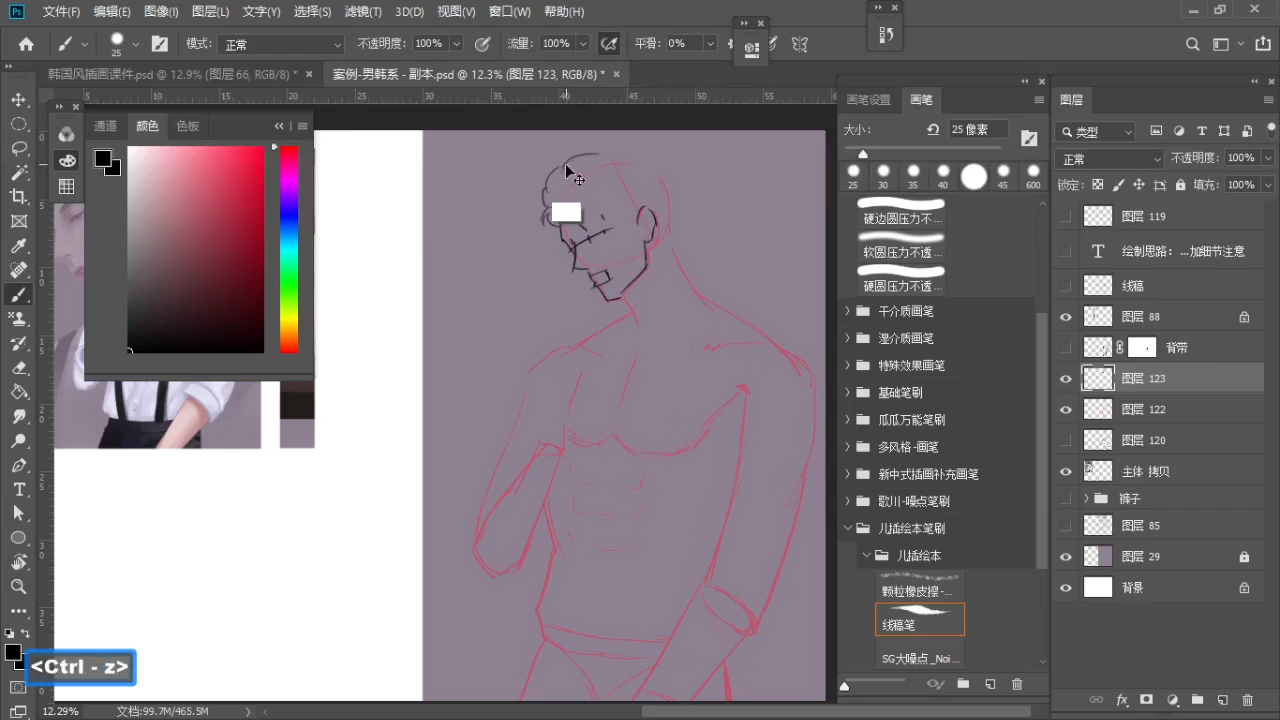 文件(F) 编辑(E) 图像(I) 图层(L) 文字(Y) 选择(S) 滤镜(T) 3D(D) 视图(V) 窗口(W) 帮助(H)
25 模式: 正常 不透明度: 100% 流量: 100% 平滑: 0%
韩国风插画课件.psd @ 12.9% (图层 66, RGB/8) * 案例-男韩系 - 副本.psd @ 12.3% (图层 123, RGB/8) *
5 10 15 20 25 30 35 40 45 50 55 60
通道 颜色 色板
画笔设置 画笔
大小: 25 像素
25 30 35 40 45 600
硬边圆压力不...
软圆压力不透...
硬圆压力不透...
干介质画笔
湿介质画笔
特殊效果画笔
基础笔刷
瓜瓜万能笔刷
多风格-画笔
新中式插画补充画笔
歌川-噪点笔刷
儿插绘本笔刷
儿插绘本
颗粒橡皮擦-...
线稿笔
SG大噪点_Noi...
图层
类型
正常 不透明度: 100%
锁定: 填充: 100%
图层 119
T 绘制思路: ...加细节注意
线稿
图层 88
背带
图层 123
图层 122
图层 120
主体 拷贝
裤子
图层 85
图层 29
背景
<Ctrl - z>
12.29% 文档:99.7M/465.5M